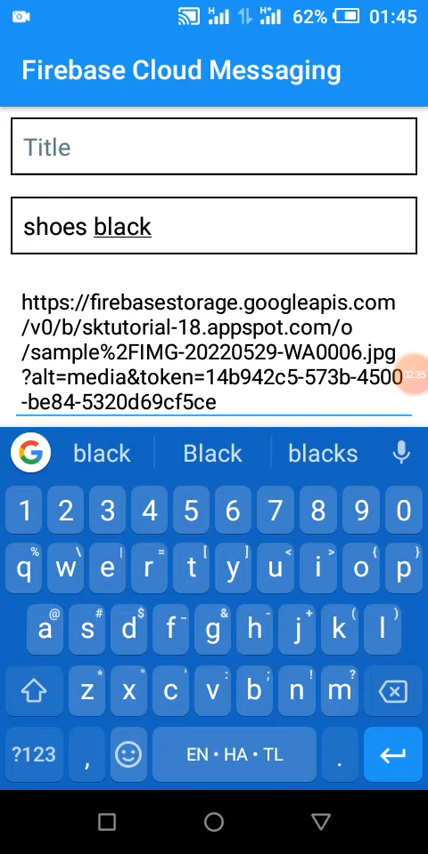 H H+ 62% 01:45
Firebase Cloud Messaging
Title
shoes black
https://firebasestorage.googleapis.com
/v0/b/sktutorial-18.appspot.com/o
/sample%2FIMG-20220529-WA0006.jpg
?alt=media&token=14b942c5-573b-4500
-be84-5320d69cf5ce
02:35
G black Black blacks
1 2 3 4 5 6 7 8 9 0
% \ | = [ ] < > { }
q w e r t y u i o p
@ # $ _ & - + ( )
a s d f g h j k l
* " ' : ; ! ?
z x c v b n m
?123 , EN • HA • TL .